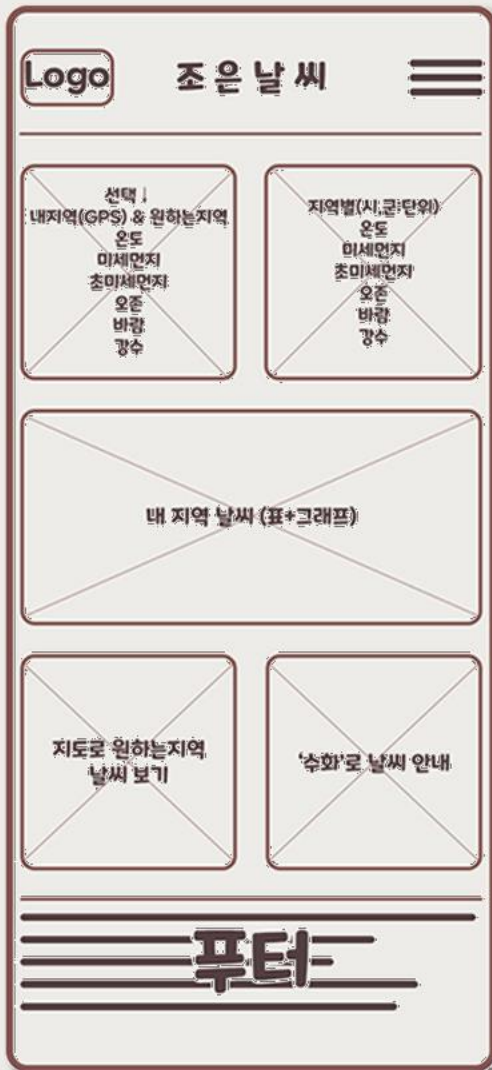 Logo
조은날씨
선택↓
내지역(GPS) & 원하는지역
온도
미세먼지
초미세먼지
오존
바람
강수
지역별(시,군 단위)
온도
미세먼지
초미세먼지
오존
바람
강수
내 지역 날씨 (표+그래프)
지도로 원하는지역
날씨 보기
'수화'로 날씨 안내
푸터